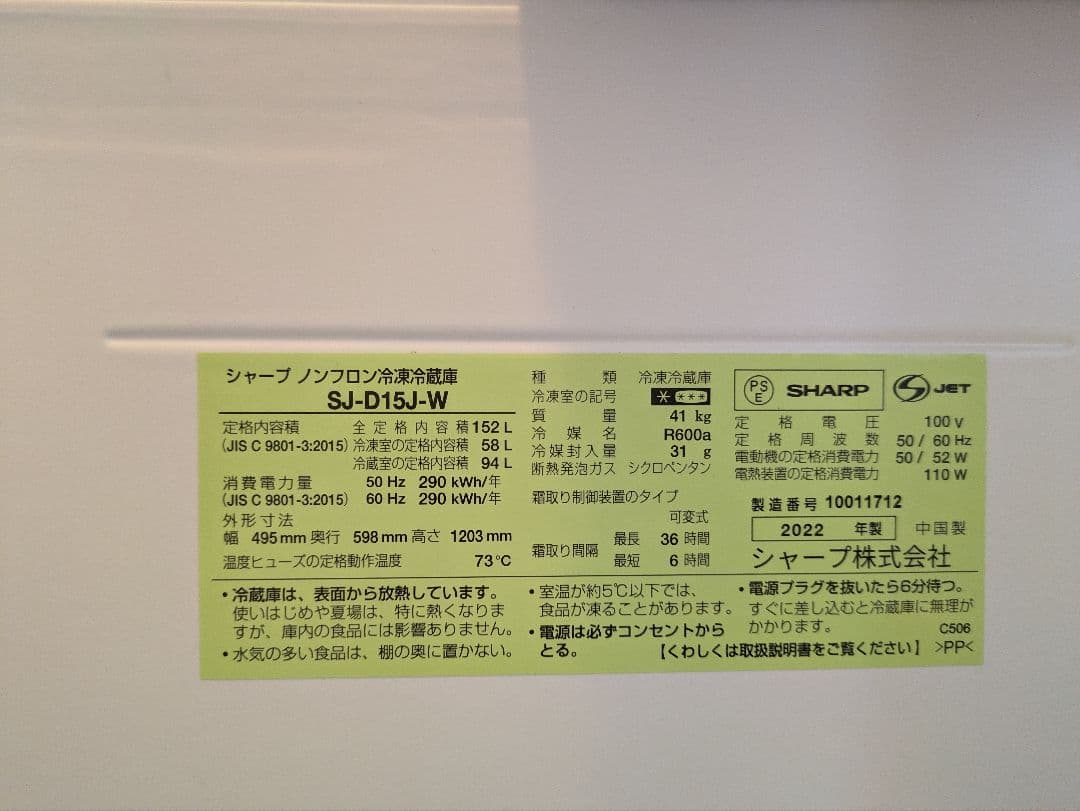 シャープ ノンフロン冷凍冷蔵庫
SJ-D15J-W
定格内容積 全定格内容積 152 L
(JIS C 9801-3:2015) 冷凍室の定格内容積 58 L
冷蔵室の定格内容積 94 L
消費電力量 50 Hz 290 kWh/年
(JIS C 9801-3:2015) 60 Hz 290 kWh/年
外形寸法
幅 495 mm 奥行 598 mm 高さ 1203 mm
温度ヒューズの定格動作温度 73 ℃
種類 冷凍冷蔵庫
冷凍室の記号
質量 41 kg
冷媒名 R600a
冷媒封入量 31 g
断熱発泡ガス シクロペンタン
霜取り制御装置のタイプ
可変式
霜取り間隔 最長 36 時間
最短 6 時間
PS
E
SHARP
JET
定格電圧 100 V
定格周波数 50 / 60 Hz
電動機の定格消費電力 50 / 52 W
電熱装置の定格消費電力 110 W
製造番号 10011712
2022 年製 中国製
シャープ株式会社
・冷蔵庫は、表面から放熱しています。
使いはじめや夏場は、特に熱くなりま
すが、庫内の食品には影響ありません。
・水気の多い食品は、棚の奥に置かない。
・室温が約5℃以下では、
食品が凍ることがあります。
・電源は必ずコンセントから
とる。
・電源プラグを抜いたら6分待つ。
すぐに差し込むと冷蔵庫に無理が
かかります。
C506
【くわしくは取扱説明書をご覧ください】 >PP<